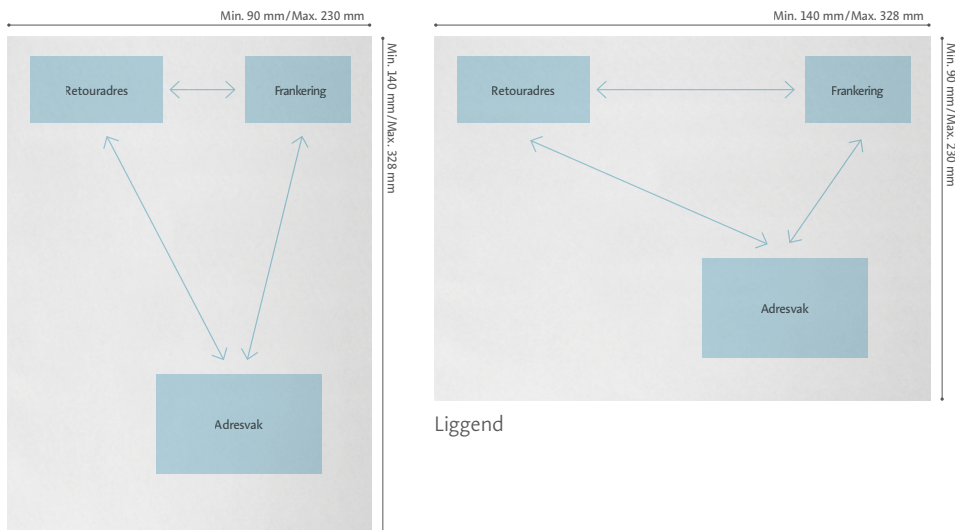 Min. 90 mm/Max. 230 mm
Retouradres
Frankering
Adresvak
Min. 140 mm/Max. 328 mm
Min. 140 mm/Max. 328 mm
Retouradres
Frankering
Adresvak
Min. 90 mm/Max. 230 mm
Liggend